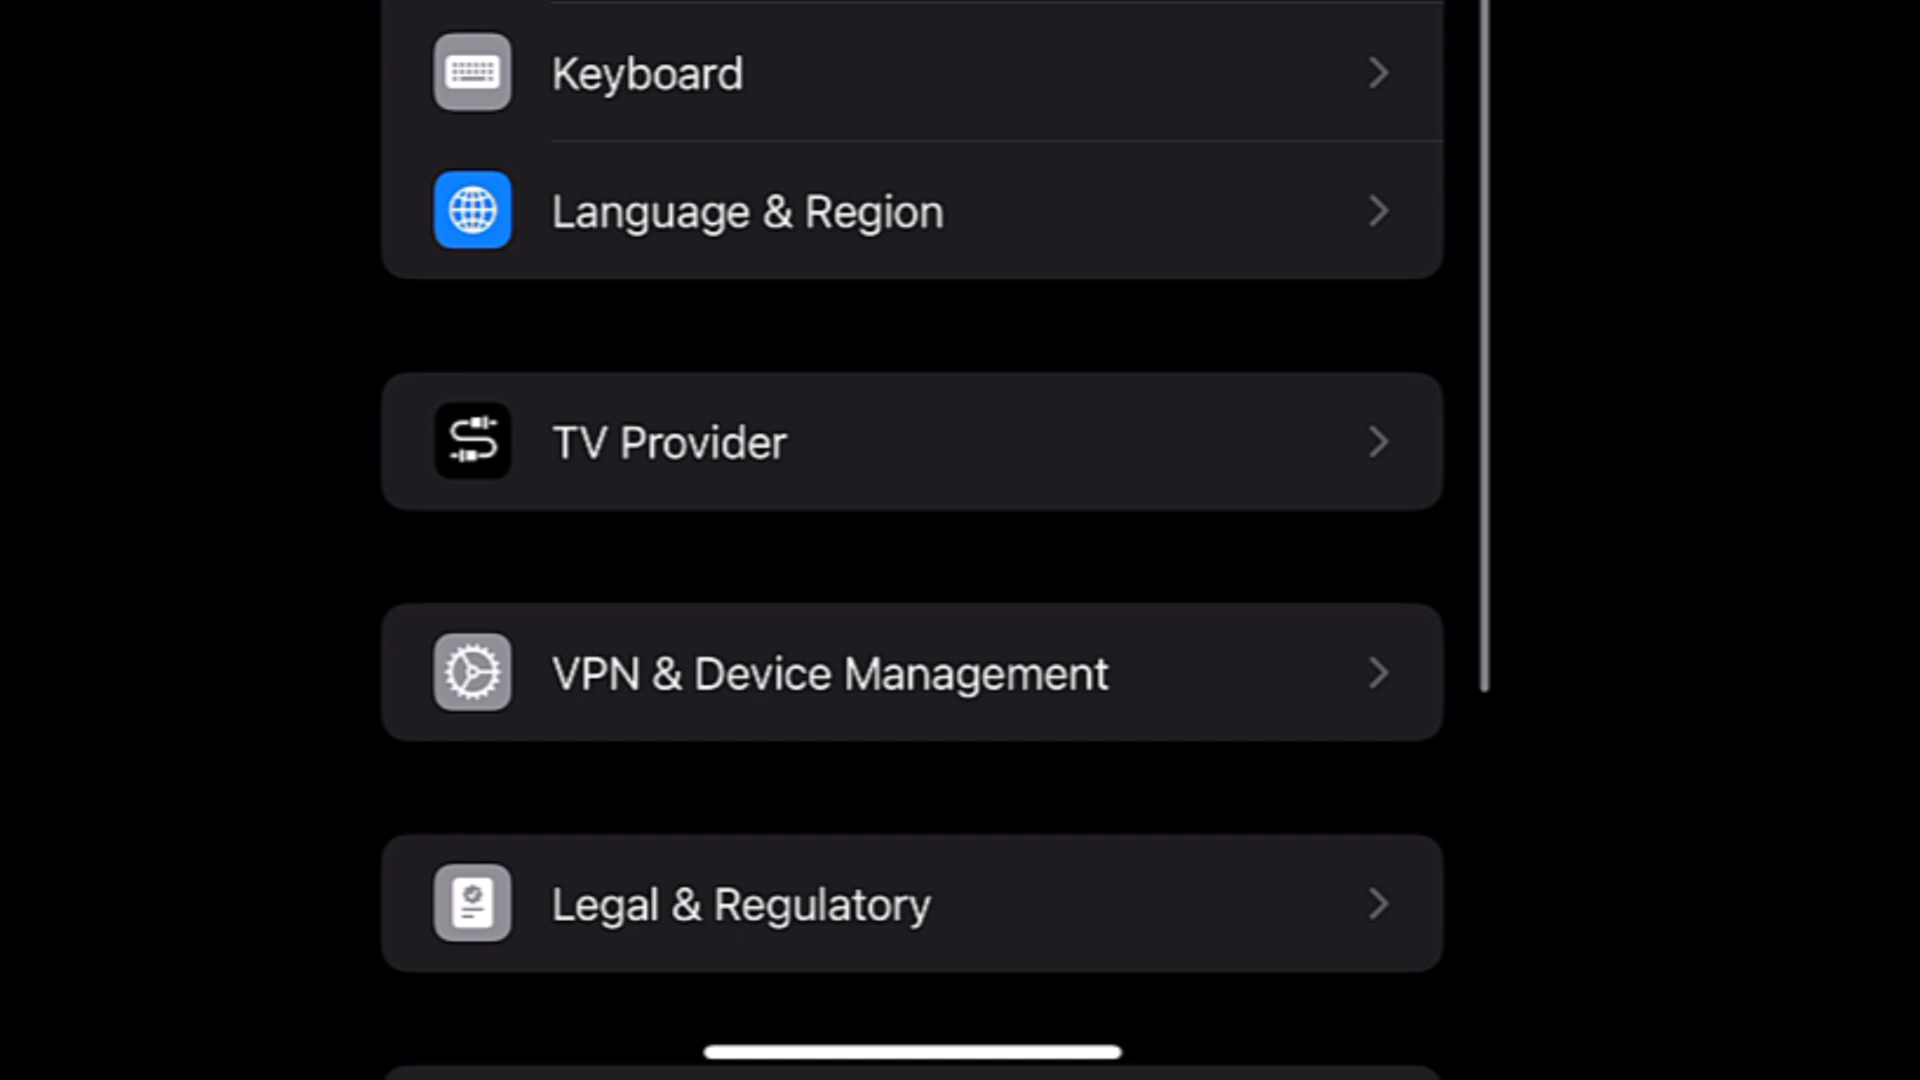 Keyboard
Language & Region
TV Provider
VPN & Device Management
Legal & Regulatory